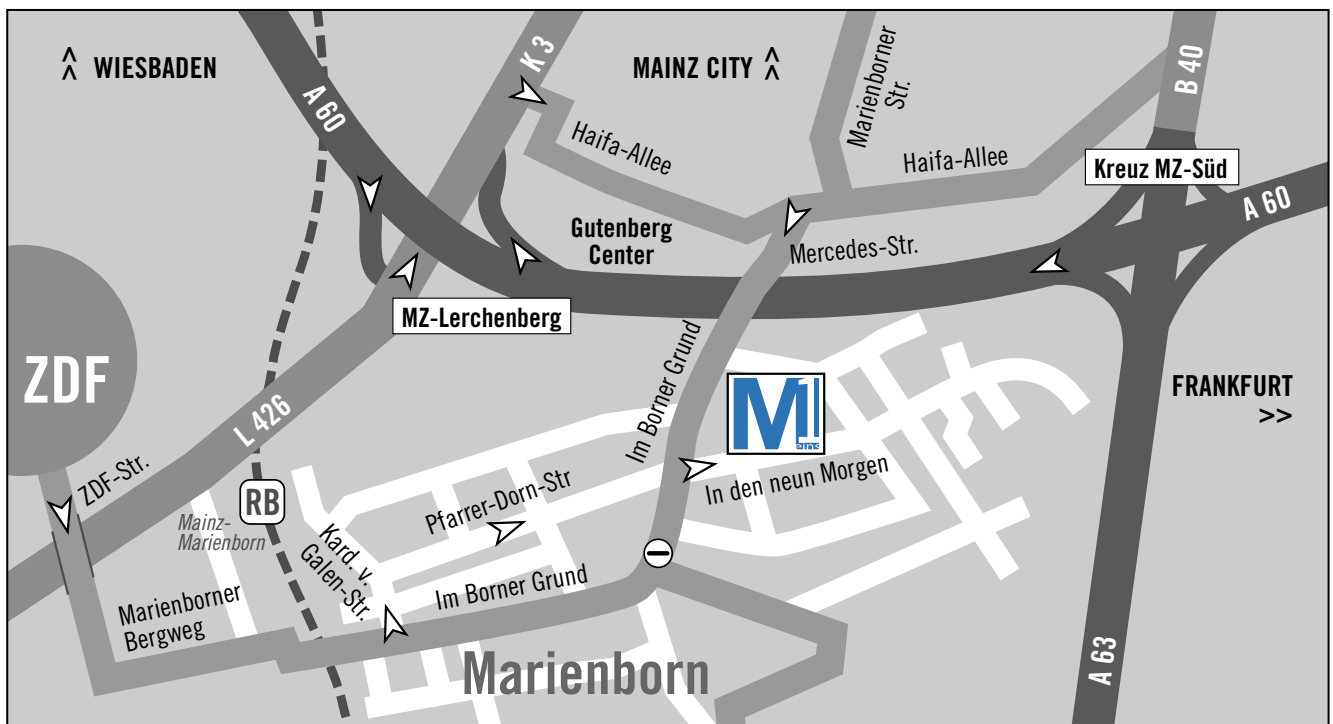 ^^ WIESBADEN
A 60
K 3
MAINZ CITY ^^
Marienborner
Str.
B 40
Haifa-Allee
Haifa-Allee
Kreuz MZ-Süd
A 60
Gutenberg
Center
Mercedes-Str.
MZ-Lerchenberg
ZDF
L 426
Im Borner Grund
M1
eins
FRANKFURT
>>
ZDF-Str.
RB
Mainz-
Marienborn
Pfarrer-Dorn-Str
In den neun Morgen
Kard. v.
Galen-Str.
Im Borner Grund
Marienborner
Bergweg
Marienborn
A 63